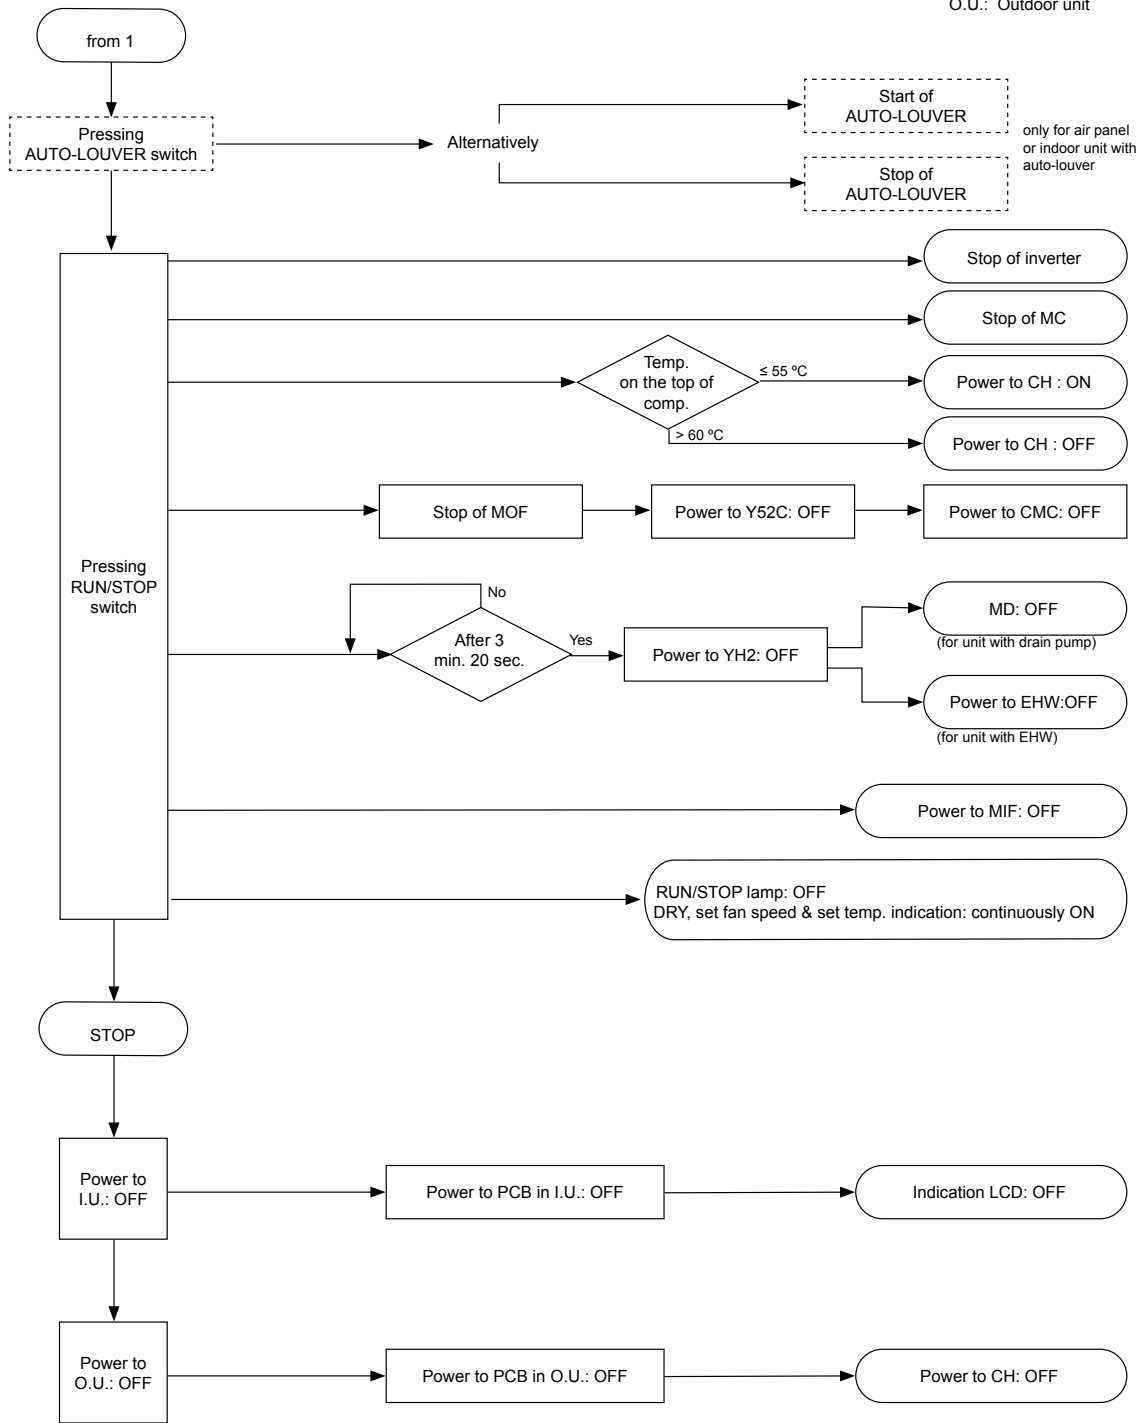 O.U.: Outdoor unit
from 1
Pressing
AUTO-LOUVER switch
Alternatively
Start of
AUTO-LOUVER
Stop of
AUTO-LOUVER
only for air panel
or indoor unit with
auto-louver
Pressing
RUN/STOP
switch
Stop of inverter
Stop of MC
Temp.
on the top of
comp.
≤ 55 ºC
Power to CH : ON
> 60 ºC
Power to CH : OFF
Stop of MOF
Power to Y52C: OFF
Power to CMC: OFF
No
After 3
min. 20 sec.
Yes
Power to YH2: OFF
MD: OFF
(for unit with drain pump)
Power to EHW:OFF
(for unit with EHW)
Power to MIF: OFF
RUN/STOP lamp: OFF
DRY, set fan speed & set temp. indication: continuously ON
STOP
Power to
I.U.: OFF
Power to PCB in I.U.: OFF
Indication LCD: OFF
Power to
O.U.: OFF
Power to PCB in O.U.: OFF
Power to CH: OFF